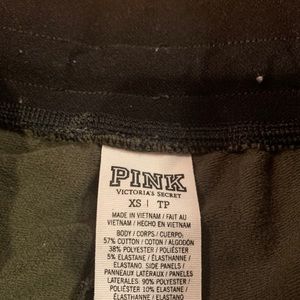 PINK
VICTORIA'S SECRET
XS | TP
MADE IN VIETNAM / FAIT AU
VIETNAM / HECHO EN VIETNAM
BODY / CORPS / CUERPO:
57% COTTON / COTON / ALGODÓN
38% POLYESTER / POLIÉSTER
5% ELASTANE / ÉLASTHANNE /
ELASTANO. SIDE PANELS /
PANNEAUX LATÉRAUX / PANELES
LATERALES: 90% POLYESTER /
POLIÉSTER 10% ELASTANE /
ÉLASTHANNE / ELASTANO